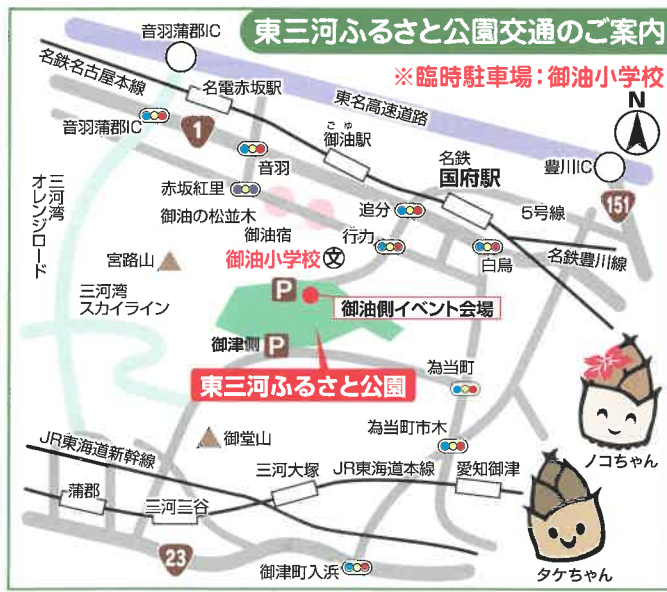 東三河ふるさと公園交通のご案内
※臨時駐車場：御油小学校
音羽蒲郡IC
名鉄名古屋本線
名電赤坂駅
東名高速道路
N
音羽蒲郡IC
1
音羽
ごゆ
御油駅
名鉄
国府駅
豊川IC
151
三河湾
オレンジロード
赤坂紅里
御油の松並木
御油宿
追分
行力
5号線
白鳥
名鉄豊川線
宮路山
御油小学校
文
三河湾
スカイライン
P
御油側イベント会場
御津側
P
東三河ふるさと公園
為当町
御堂山
為当町市木
ノコちゃん
JR東海道新幹線
三河大塚
JR東海道本線
愛知御津
蒲郡
三河三谷
23
御津町入浜
タケちゃん